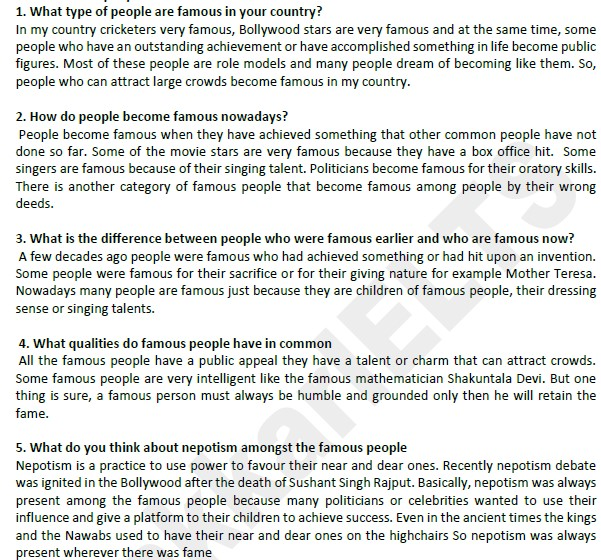 1. What type of people are famous in your country?
In my country cricketers very famous, Bollywood stars are very famous and at the same time, some
people who have an outstanding achievement or have accomplished something in life become public
figures. Most of these people are role models and many people dream of becoming like them. So,
people who can attract large crowds become famous in my country.
2. How do people become famous nowadays?
People become famous when they have achieved something that other common people have not
done so far. Some of the movie stars are very famous because they have a box office hit. Some
singers are famous because of their singing talent. Politicians become famous for their oratory skills.
There is another category of famous people that become famous among people by their wrong
deeds.
3. What is the difference between people who were famous earlier and who are famous now?
A few decades ago people were famous who had achieved something or had hit upon an invention.
Some people were famous for their sacrifice or for their giving nature for example Mother Teresa.
Nowadays many people are famous just because they are children of famous people, their dressing
sense or singing talents.
4. What qualities do famous people have in common
All the famous people have a public appeal they have a talent or charm that can attract crowds.
Some famous people are very intelligent like the famous mathematician Shakuntala Devi. But one
thing is sure, a famous person must always be humble and grounded only then he will retain the
fame.
5. What do you think about nepotism amongst the famous people
Nepotism is a practice to use power to favour their near and dear ones. Recently nepotism debate
was ignited in the Bollywood after the death of Sushant Singh Rajput. Basically, nepotism was always
present among the famous people because many politicians or celebrities wanted to use their
influence and give a platform to their children to achieve success. Even in the ancient times the kings
and the Nawabs used to have their near and dear ones on the highchairs So nepotism was always
present wherever there was fame